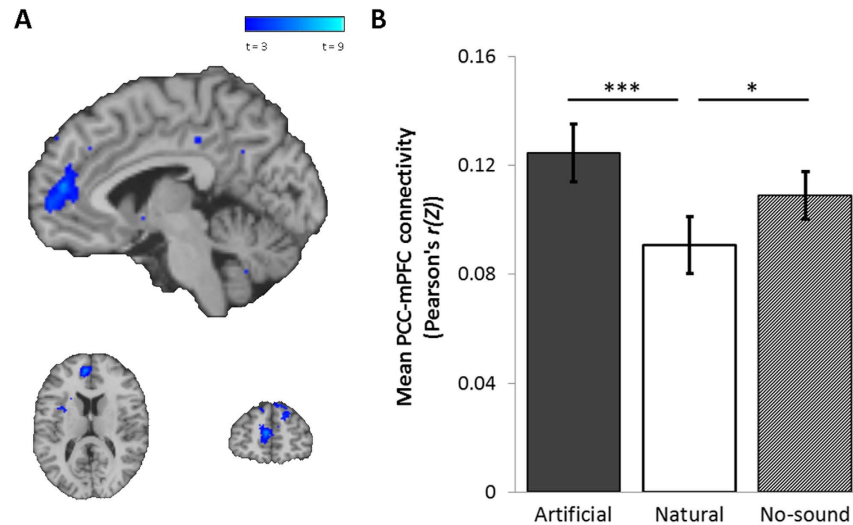 A
t = 3
t = 9
B
Mean PCC-mPFC connectivity
(Pearson's r(Z)
0.16
0.12
0.08
0.04
0
***
*
Artificial
Natural
No-sound